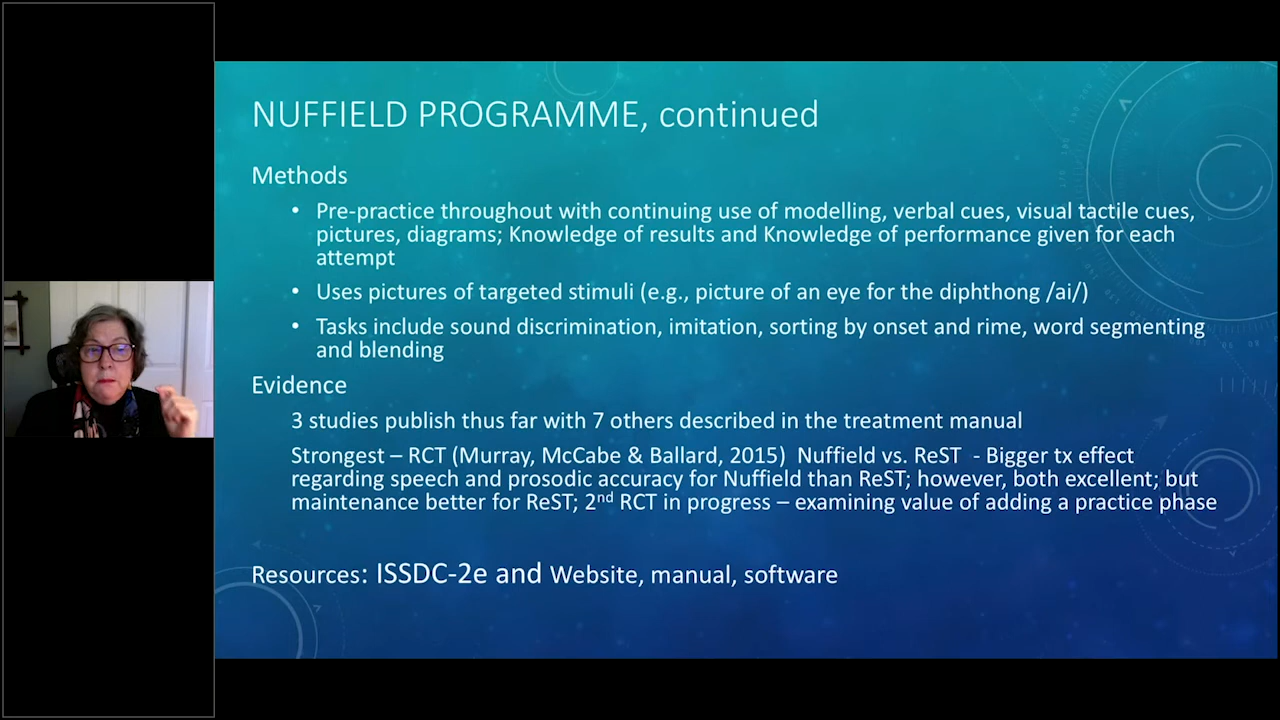 NUFFIELD PROGRAMME, continued
Methods
• Pre-practice throughout with continuing use of modelling, verbal cues, visual tactile cues,
pictures, diagrams; Knowledge of results and Knowledge of performance given for each
attempt
• Uses pictures of targeted stimuli (e.g., picture of an eye for the diphthong /ai/)
• Tasks include sound discrimination, imitation, sorting by onset and rime, word segmenting
and blending
Evidence
3 studies publish thus far with 7 others described in the treatment manual
Strongest – RCT (Murray, McCabe & Ballard, 2015)  Nuffield vs. ReST  - Bigger tx effect
regarding speech and prosodic accuracy for Nuffield than ReST; however, both excellent; but
maintenance better for ReST; 2nd RCT in progress – examining value of adding a practice phase
Resources: ISSDC-2e and Website, manual, software